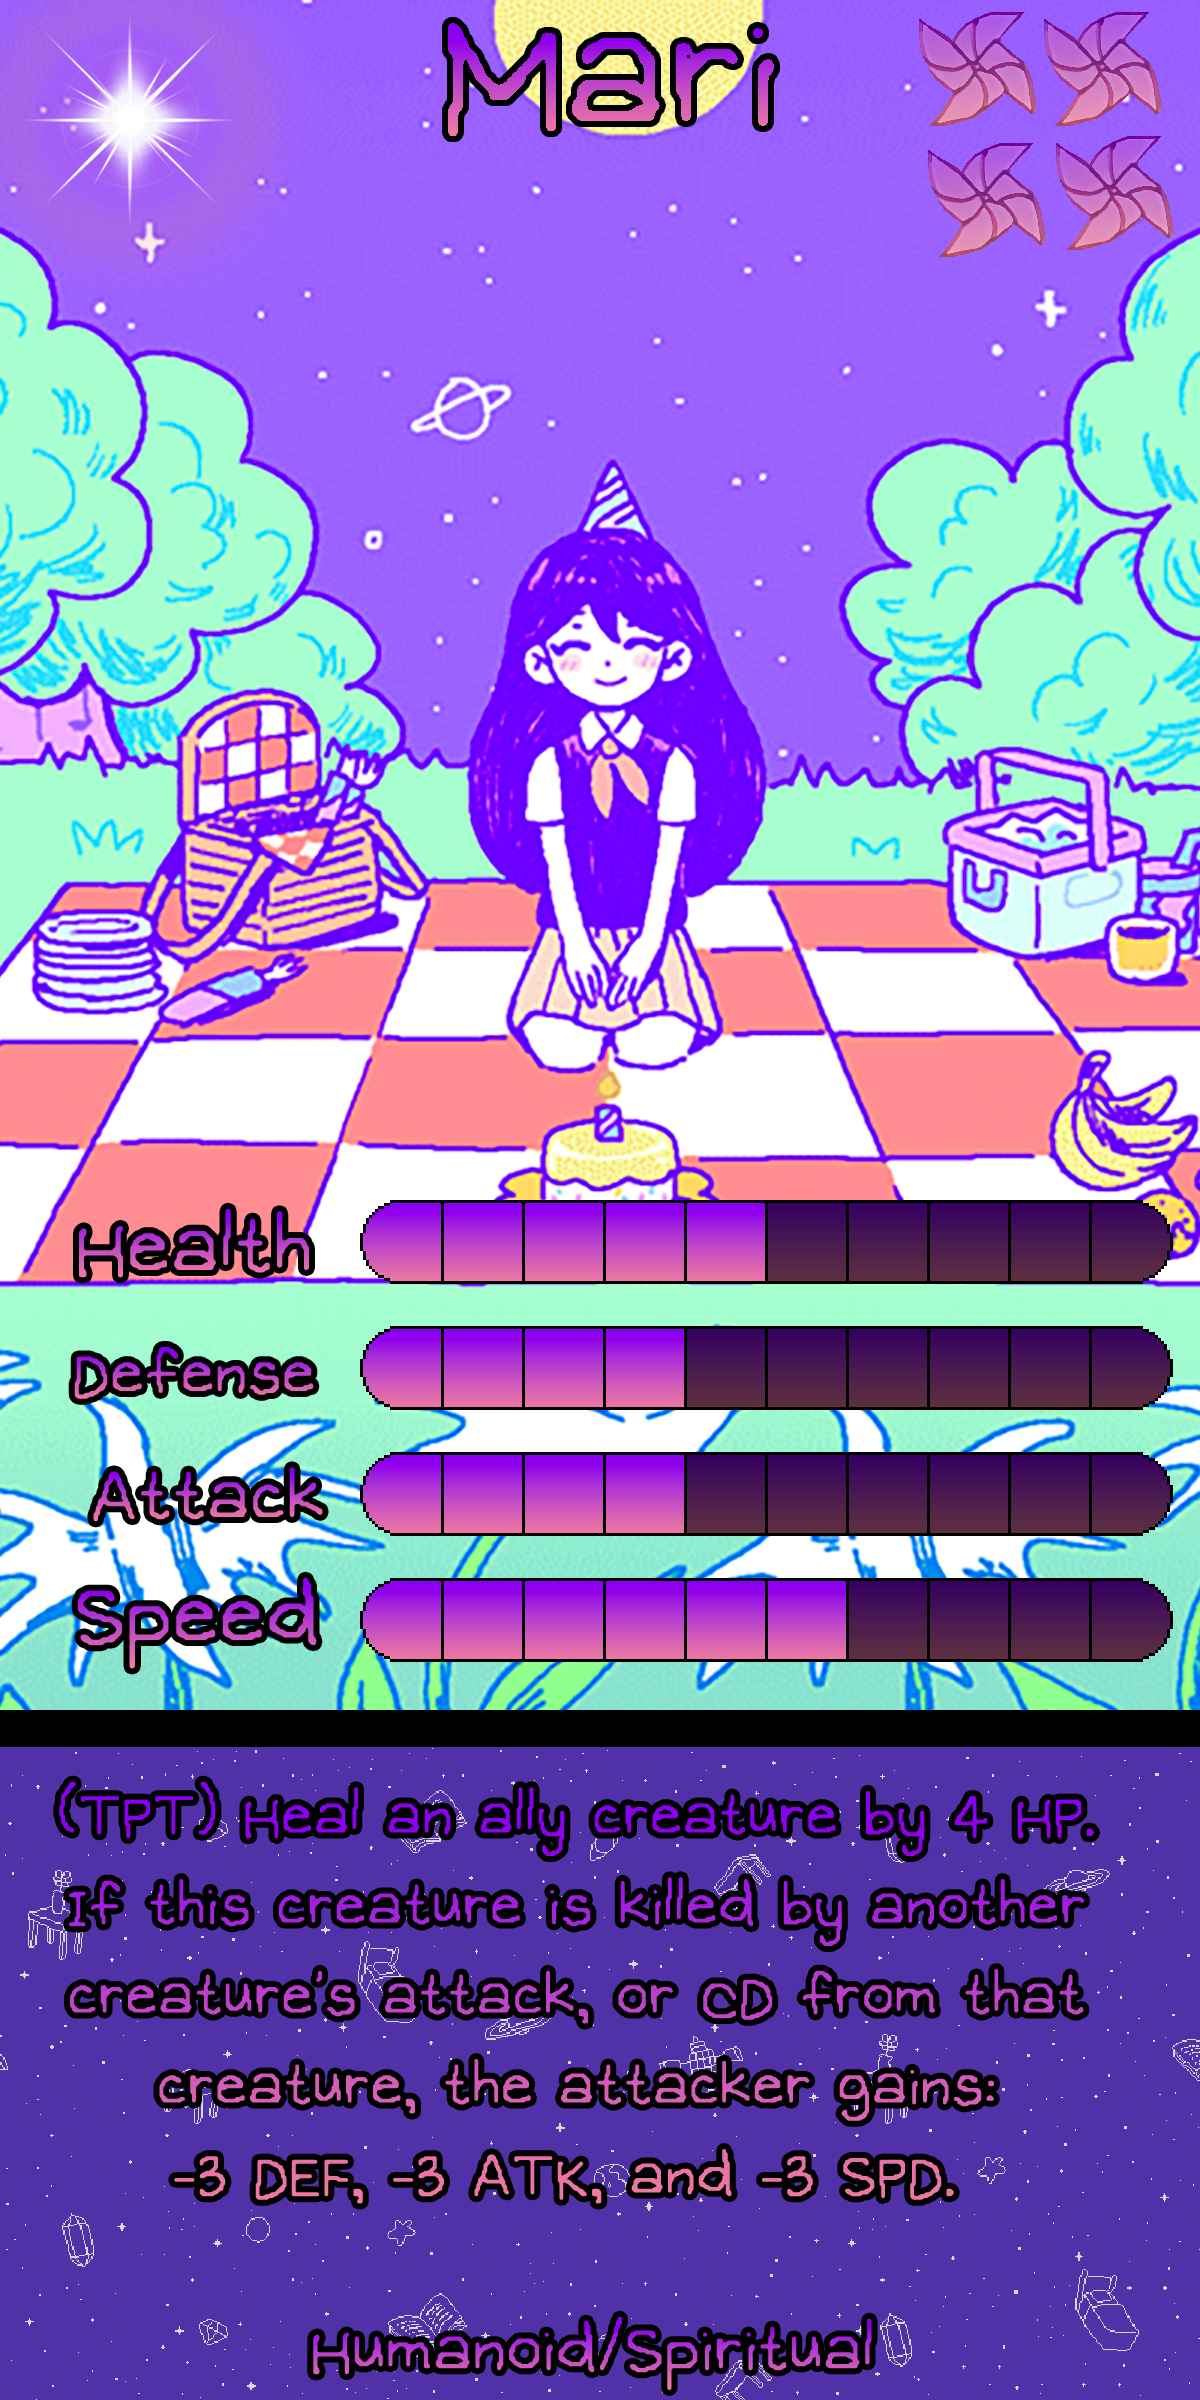 Mari
Health
Defense
Attack
Speed
(TPT) Heal an ally creature by 4 HP.
If this creature is killed by another
creature's attack, or CD from that
creature, the attacker gains:
-3 DEF, -3 ATK, and -3 SPD.
Humanoid/Spiritual